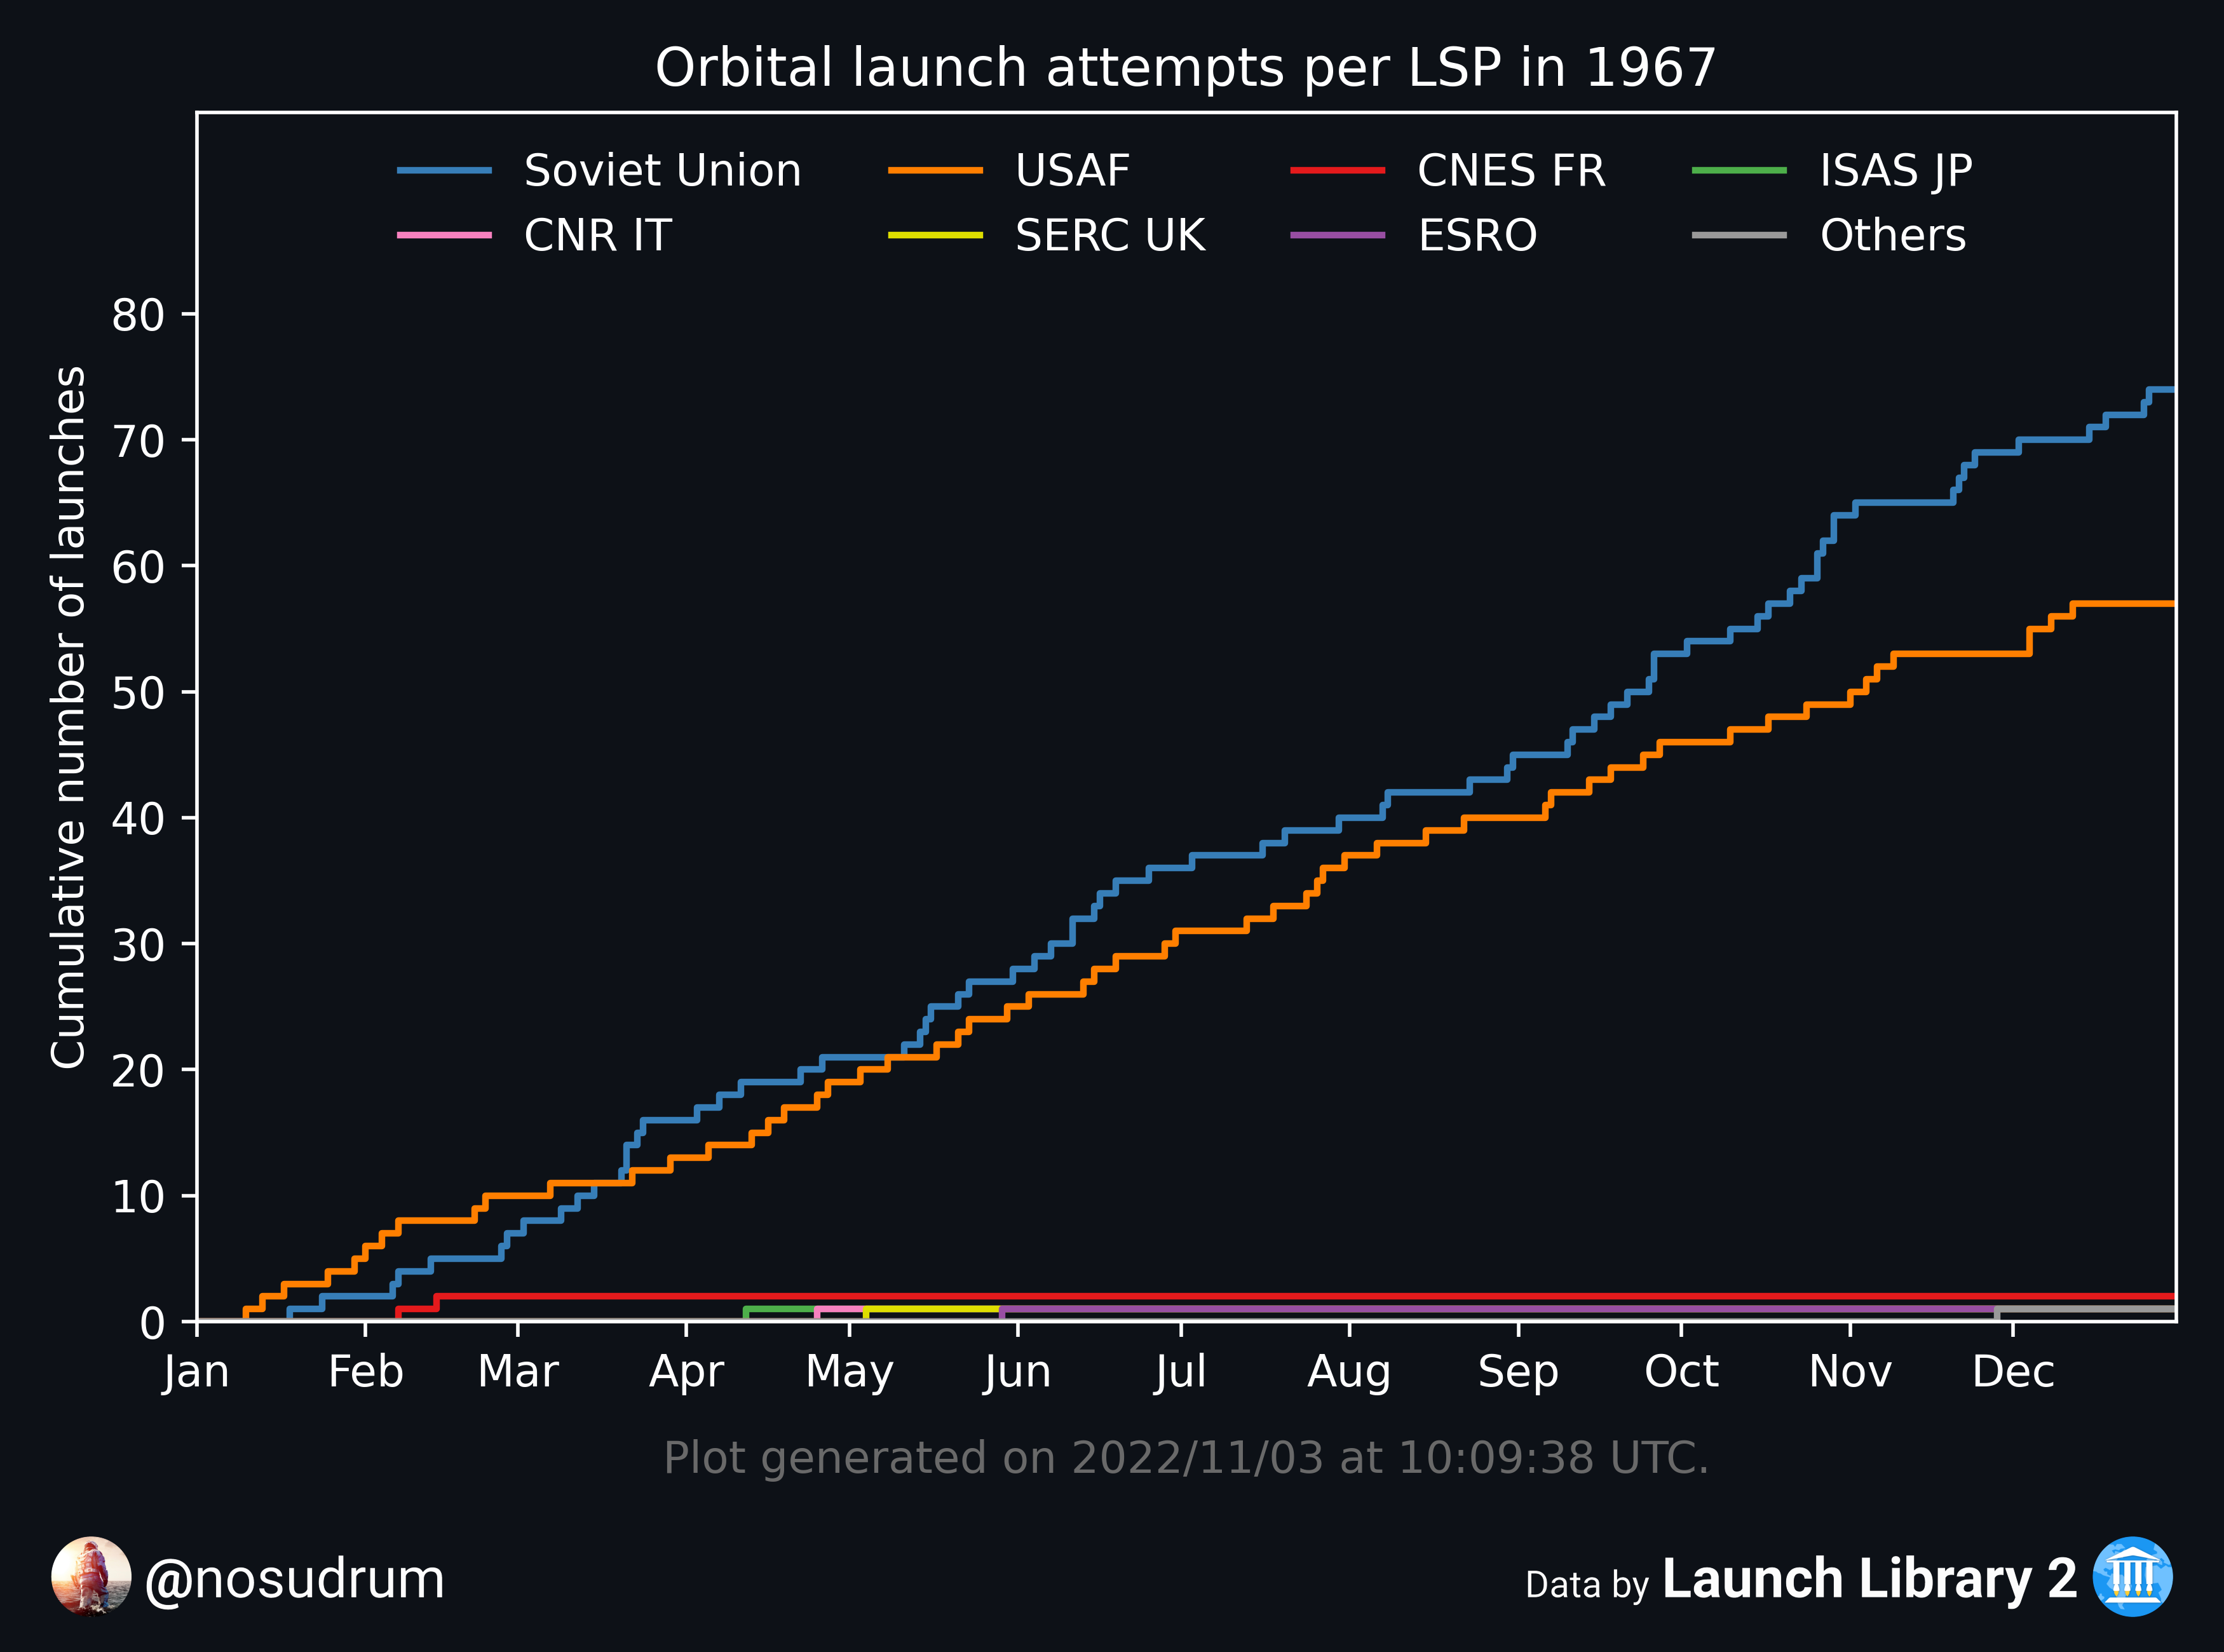 Orbital launch attempts per LSP in 1967
Soviet Union USAF CNES FR ISAS JP
CNR IT SERC UK ESRO Others
Cumulative number of launches
80
70
60
50
40
30
20
10
0
Jan Feb Mar Apr May Jun Jul Aug Sep Oct Nov Dec
Plot generated on 2022/11/03 at 10:09:38 UTC.
@nosudrum
Data by Launch Library 2